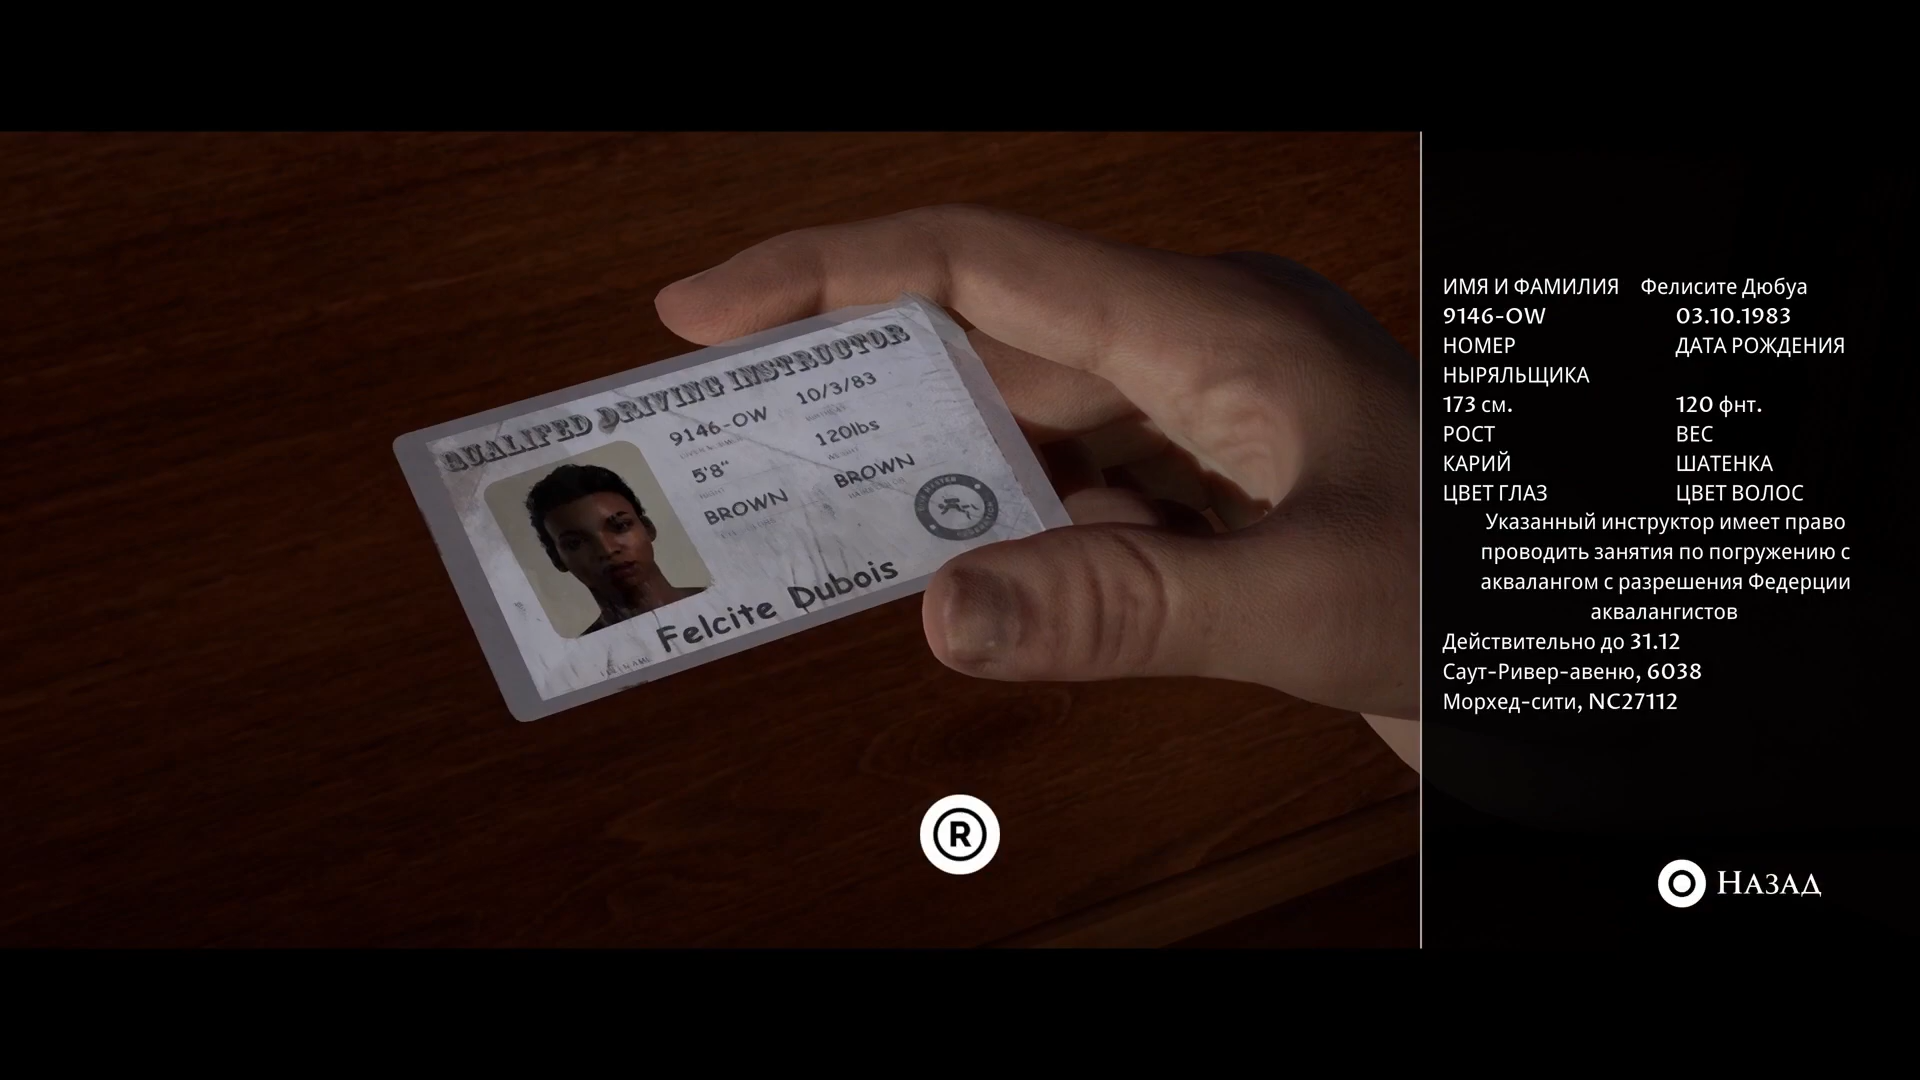 QUALIFED DRIVING INSTRUCTOR
9146-OW 10/3/83
5'8" 120lbs
BROWN BROWN
Felcite Dubois
R
ИМЯ И ФАМИЛИЯ Фелисите Дюбуа
9146-OW 03.10.1983
НОМЕР ДАТА РОЖДЕНИЯ
НЫРЯЛЬЩИКА
173 см. 120 фнт.
РОСТ ВЕС
КАРИЙ ШАТЕНКА
ЦВЕТ ГЛАЗ ЦВЕТ ВОЛОС
Указанный инструктор имеет право
проводить занятия по погружению с
аквалангом с разрешения Федерции
аквалангистов
Действительно до 31.12
Саут-Ривер-авеню, 6038
Морхед-сити, NC27112
НАЗАД